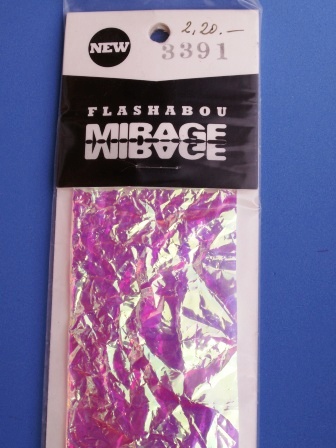 NEW
2,20.—
3391
FLASHABOU
MIRAGE
MIRAGE